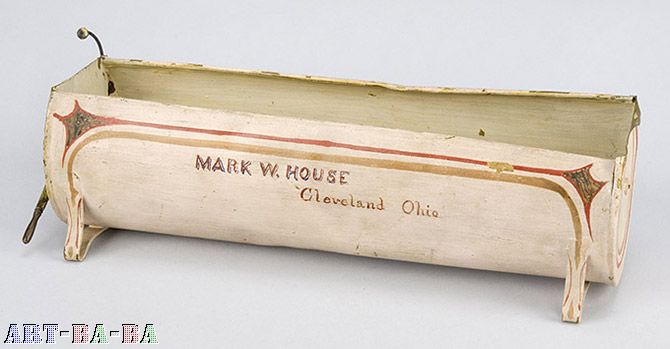 MARK W. HOUSE
Cleveland Ohio
ART-BA-BA